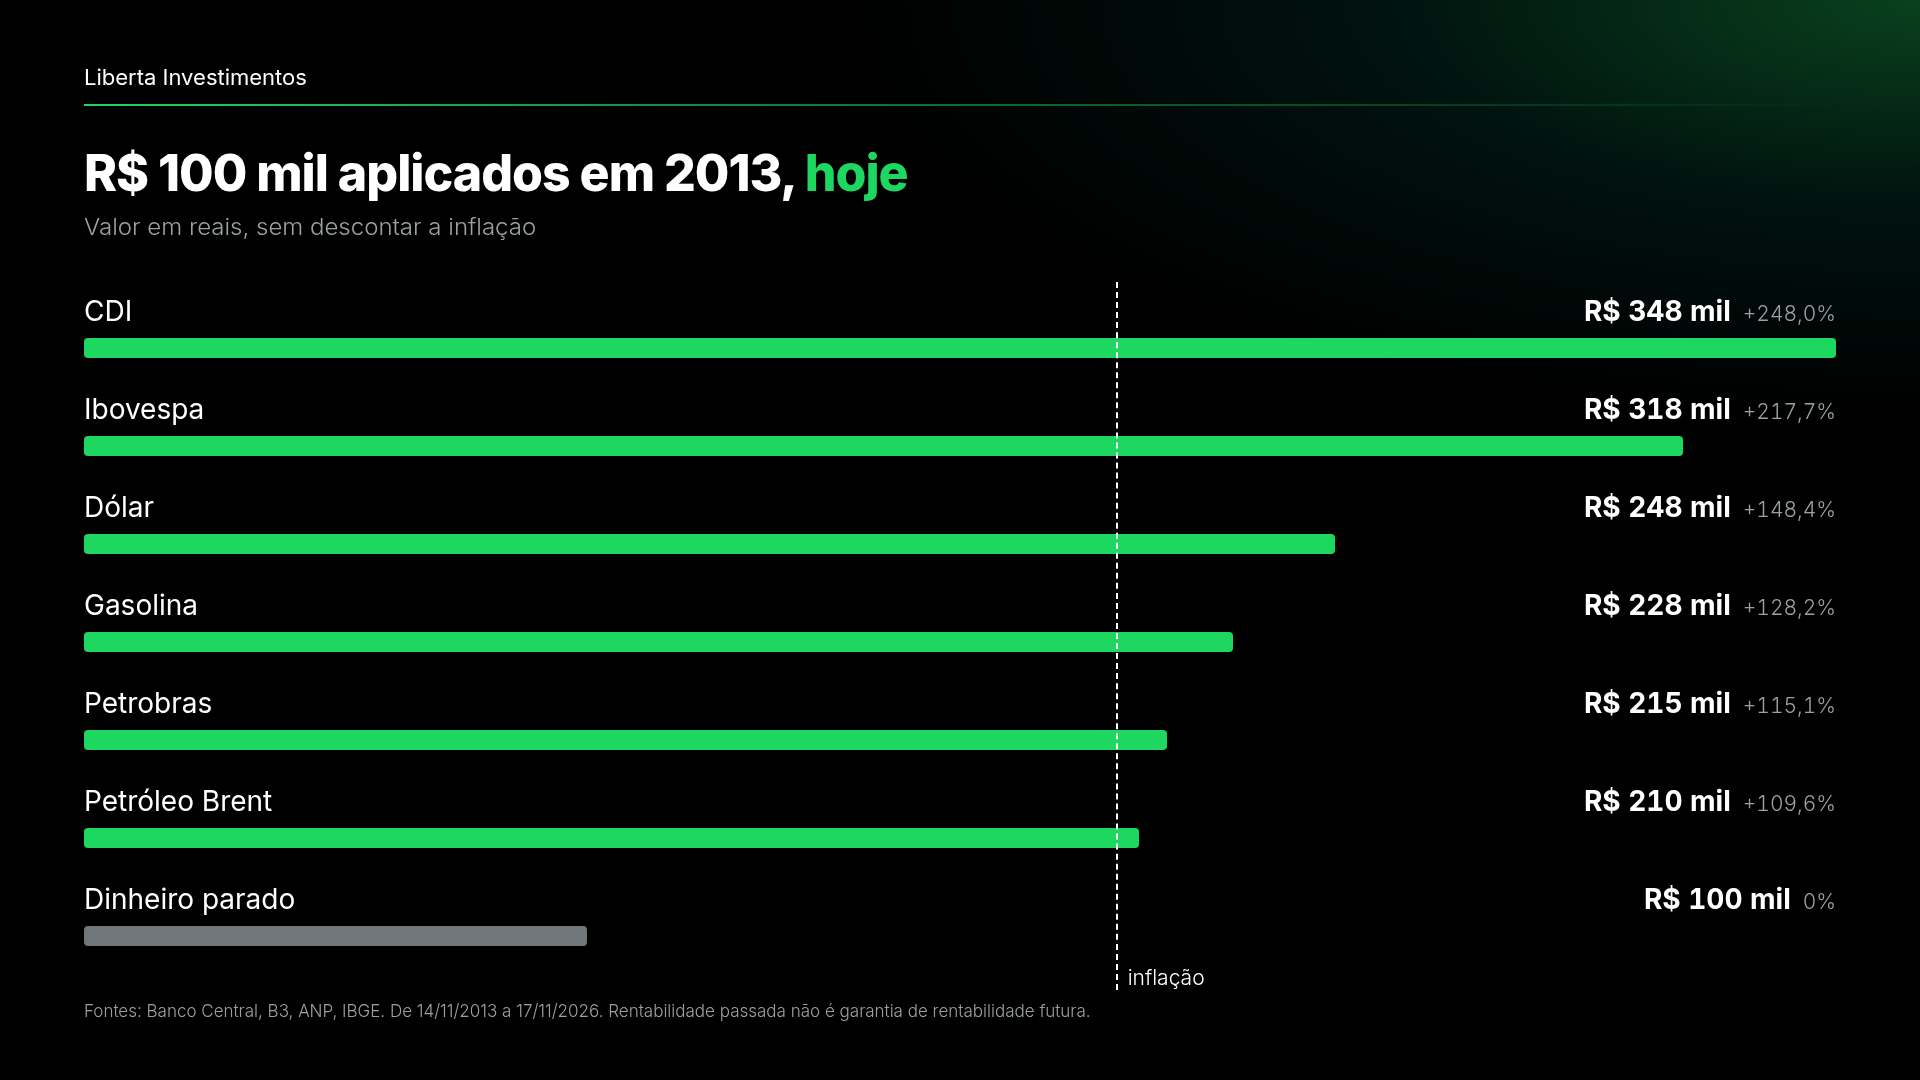 Liberta Investimentos
R$ 100 mil aplicados em 2013, hoje
Valor em reais, sem descontar a inflação
CDI R$ 348 mil +248,0%
Ibovespa R$ 318 mil +217,7%
Dólar R$ 248 mil +148,4%
Gasolina R$ 228 mil +128,2%
Petrobras R$ 215 mil +115,1%
Petróleo Brent R$ 210 mil +109,6%
Dinheiro parado R$ 100 mil 0%
inflação
Fontes: Banco Central, B3, ANP, IBGE. De 14/11/2013 a 17/11/2026. Rentabilidade passada não é garantia de rentabilidade futura.